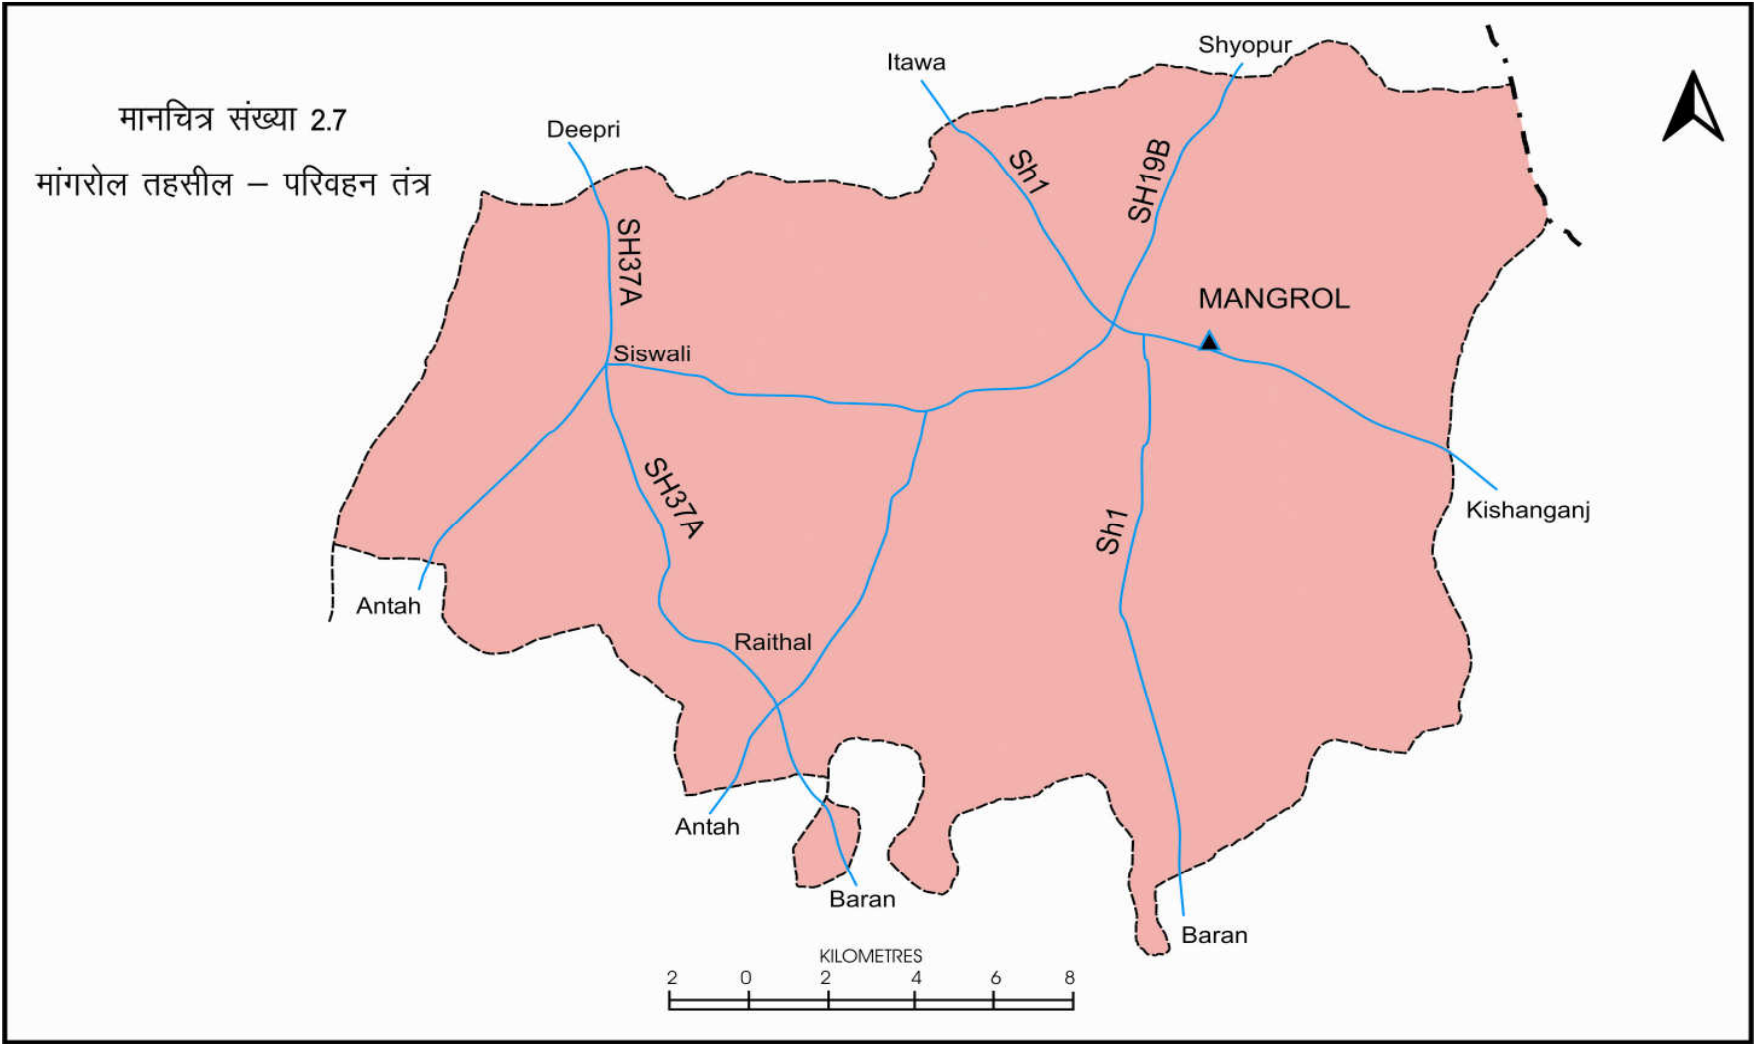 मानचित्र संख्या 2.7
मांगरोल तहसील – परिवहन तंत्र
Shyopur
Itawa
Deepri
Sh1
SH19B
SH37A
MANGROL
Siswali
SH37A
Sh1
Kishanganj
Antah
Raithal
Antah
Baran
Baran
KILOMETRES
2 0 2 4 6 8